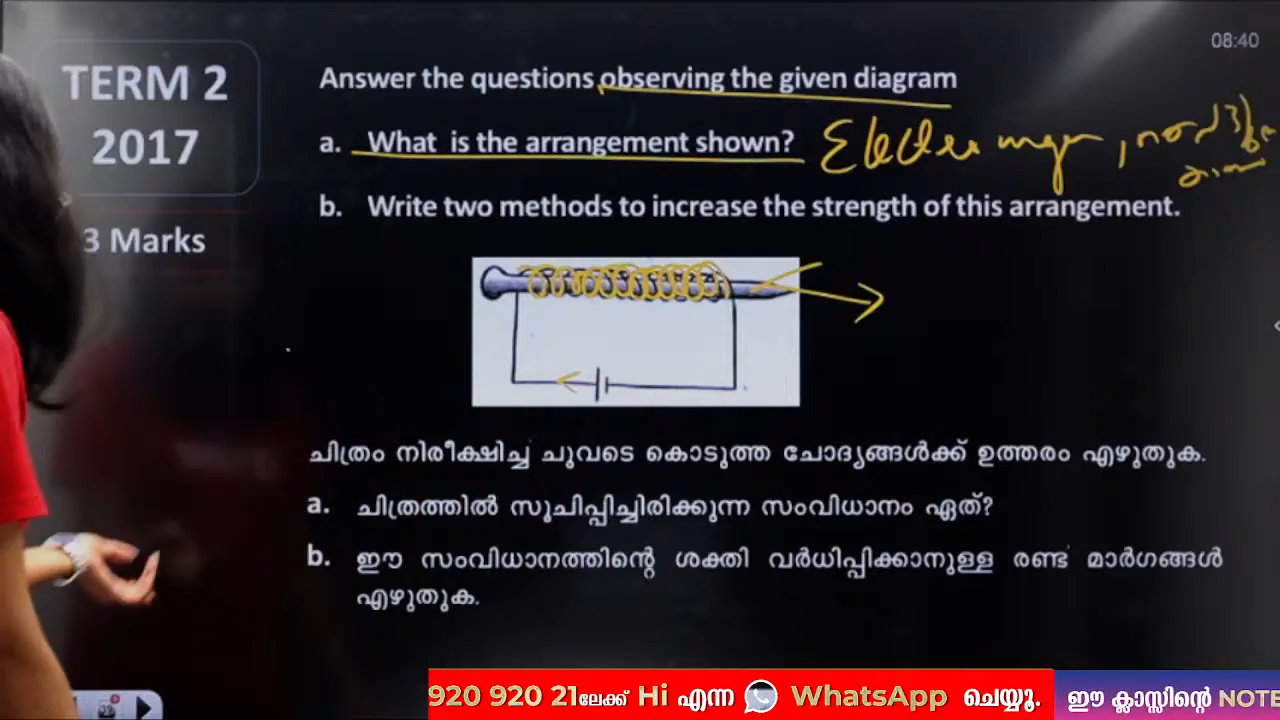 08:40
TERM 2
2017
3 Marks
Answer the questions observing the given diagram
a. What is the arrangement shown?
b. Write two methods to increase the strength of this arrangement.
ചിത്രം നിരീക്ഷിച്ച് ചുവടെ കൊടുത്ത ചോദ്യങ്ങൾക്ക് ഉത്തരം എഴുതുക.
a. ചിത്രത്തിൽ സൂചിപ്പിച്ചിരിക്കുന്ന സംവിധാനം ഏത്?
b. ഈ സംവിധാനത്തിന്റെ ശക്തി വർധിപ്പിക്കാനുള്ള രണ്ട് മാർഗങ്ങൾ
എഴുതുക.
920 920 21ലേക്ക് Hi എന്ന WhatsApp ചെയ്യൂ.
ഈ ക്ലാസ്സിന്റെ NOTE